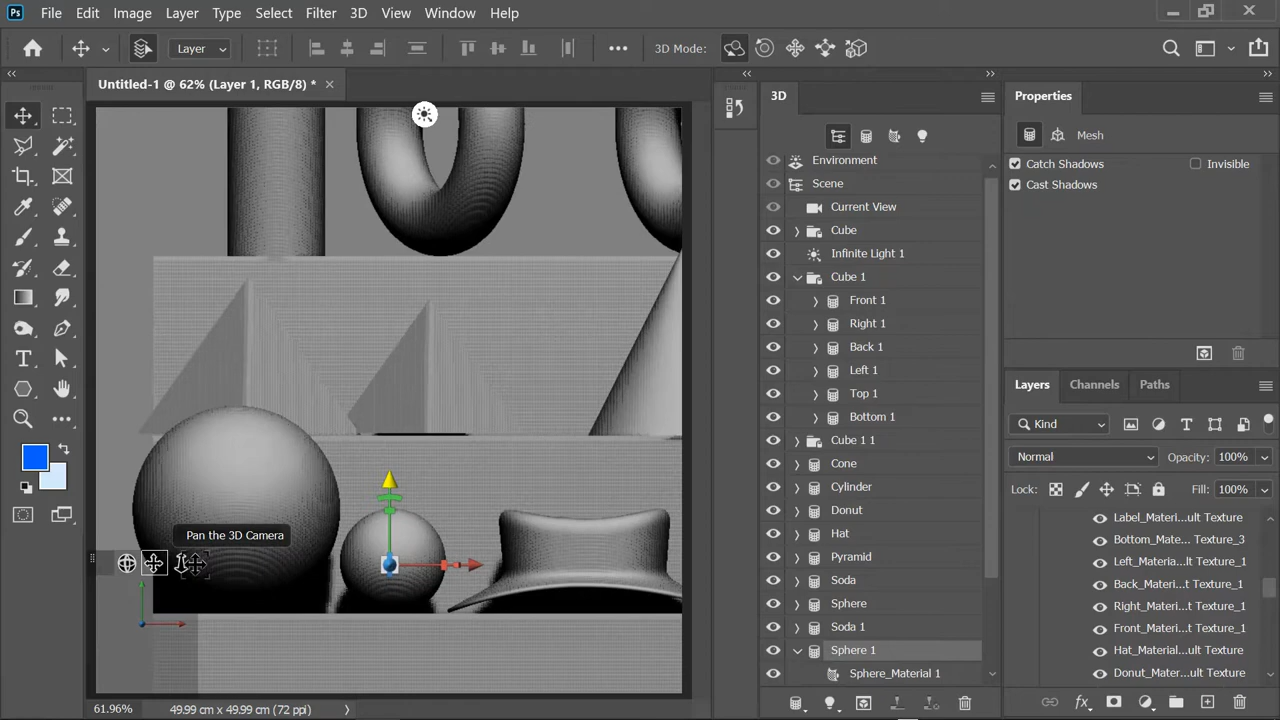 Ps File Edit Image Layer Type Select Filter 3D View Window Help
Layer 3D Mode:
Untitled-1 @ 62% (Layer 1, RGB/8) *
3D
Properties
Mesh
Environment
Catch Shadows Invisible
Scene
Cast Shadows
Current View
Cube
Infinite Light 1
Cube 1
Front 1
Right 1
Back 1
Left 1
Top 1
Bottom 1
Cube 1 1
Cone
Cylinder
Donut
Hat
Pyramid
Soda
Sphere
Soda 1
Sphere 1
Sphere_Material 1
Layers Channels Paths
Kind
Normal Opacity: 100%
Lock: Fill: 100%
Label_Materi...ult Texture
Bottom_Mate...t Texture_3
Left_Materia...lt Texture_1
Back_Materi...t Texture_1
Right_Materi...t Texture_1
Front_Materi...t Texture_1
Hat_Material...ult Texture
Donut_Mater...ult Texture
Pan the 3D Camera
61.96% 49.99 cm x 49.99 cm (72 ppi)